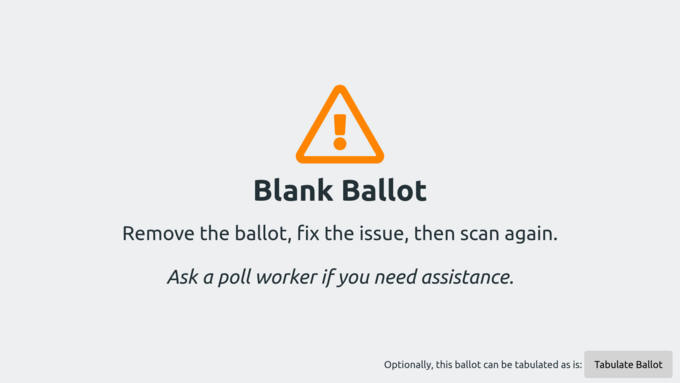 Blank Ballot
Remove the ballot, fix the issue, then scan again.
Ask a poll worker if you need assistance.
Optionally, this ballot can be tabulated as is: Tabulate Ballot